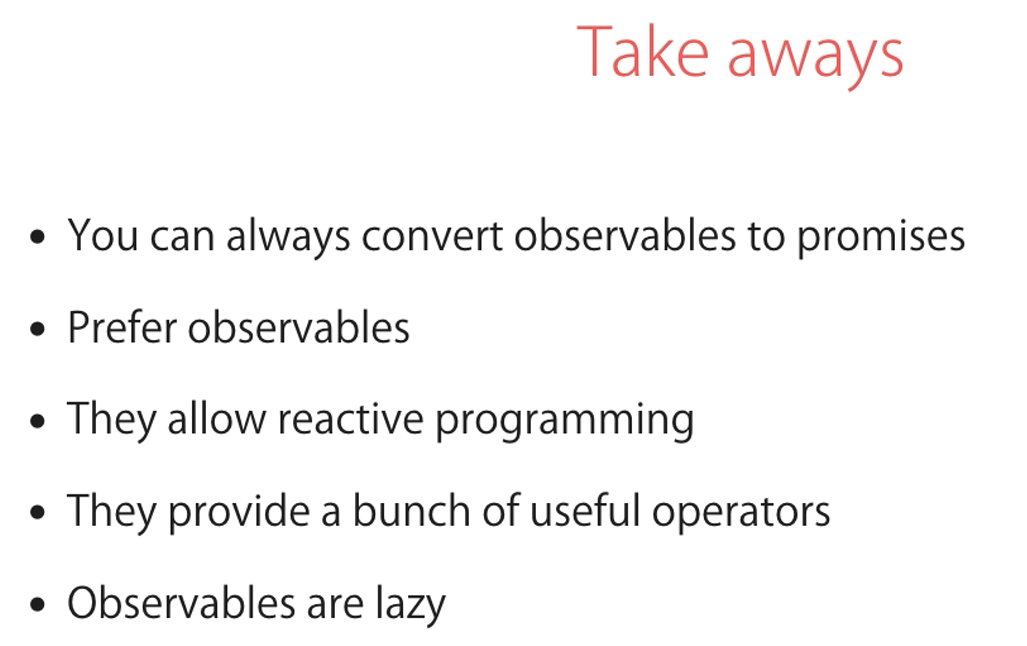 Take aways
• You can always convert observables to promises
• Prefer observables
• They allow reactive programming
• They provide a bunch of useful operators
• Observables are lazy